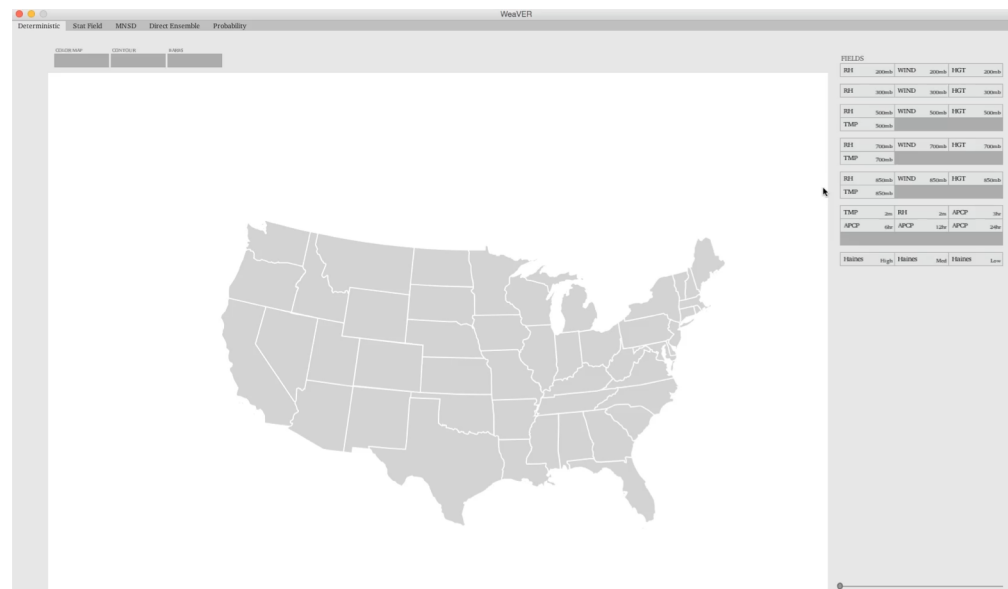 WeaVER
Deterministic Stat Field MNSD Direct Ensemble Probability
COLOR MAP CONTOUR BARBS
FIELDS
RH 200mb WIND 200mb HGT 200mb
RH 300mb WIND 300mb HGT 300mb
RH 500mb WIND 500mb HGT 500mb
TMP 500mb
RH 700mb WIND 700mb HGT 700mb
TMP 700mb
RH 850mb WIND 850mb HGT 850mb
TMP 850mb
TMP 2m RH 2m APCP 3hr
APCP 6hr APCP 12hr APCP 24hr
Haines High Haines Med Haines Low